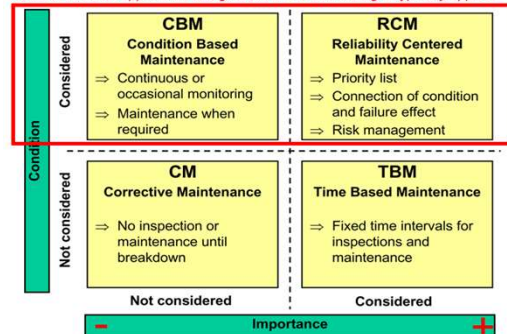 CBM
Condition Based
Maintenance
⇒ Continuous or
occasional monitoring
⇒ Maintenance when
required
RCM
Reliability Centered
Maintenance
⇒ Priority list
⇒ Connection of condition
and failure effect
⇒ Risk management
Considered
Condition
Not considered
CM
Corrective Maintenance
⇒ No inspection or
maintenance until
breakdown
TBM
Time Based Maintenance
⇒ Fixed time intervals for
inspections and
maintenance
Not considered
Considered
- Importance +